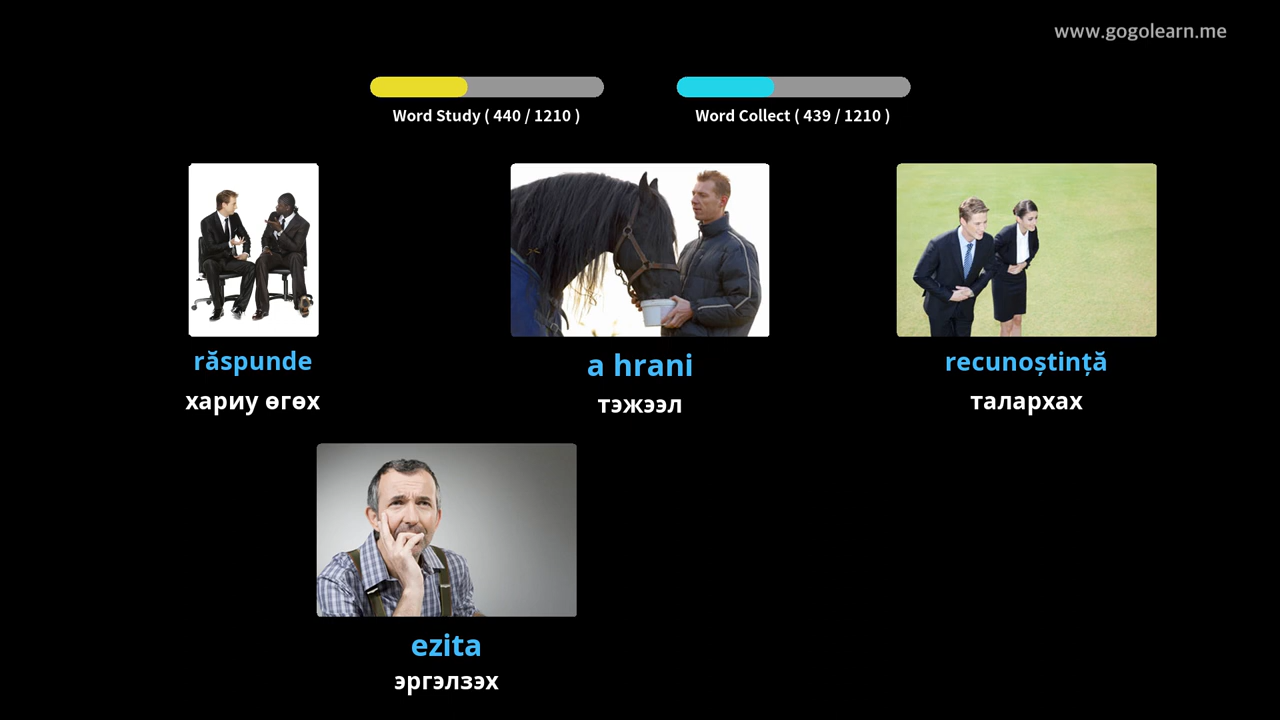 www.gogolearn.me
Word Study ( 440 / 1210 )
Word Collect ( 439 / 1210 )
răspunde
хариу өгөх
a hrani
тэжээл
recunoștință
талархах
ezita
эргэлзэх